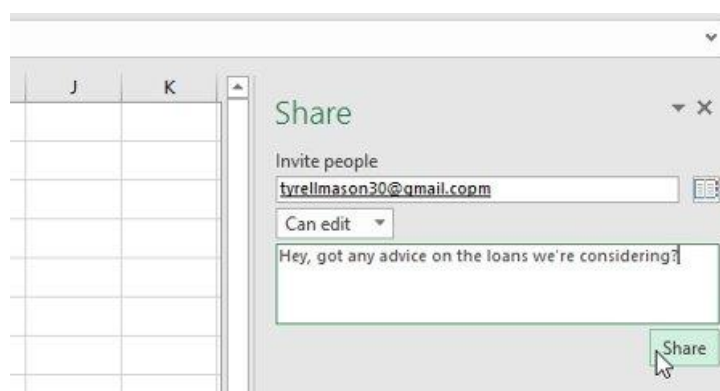 J K
Share
Invite people
tyrellmason30@gmail.copm
Can edit
Hey, got any advice on the loans we're considering?
Share